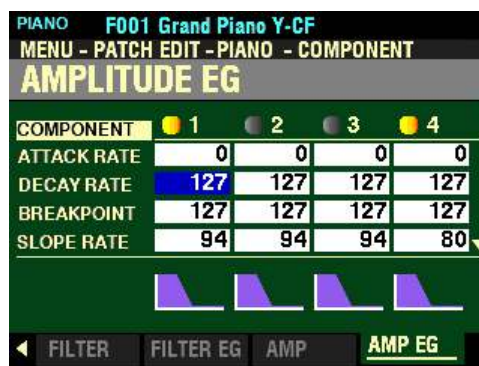 PIANO F001 Grand Piano Y-CF
MENU - PATCH EDIT -PIANO - COMPONENT
AMPLITUDE EG
COMPONENT 1 2 3 4
ATTACK RATE 0 0 0 0
DECAY RATE 127 127 127 127
BREAKPOINT 127 127 127 127
SLOPE RATE 94 94 94 80
FILTER FILTER EG AMP AMP EG